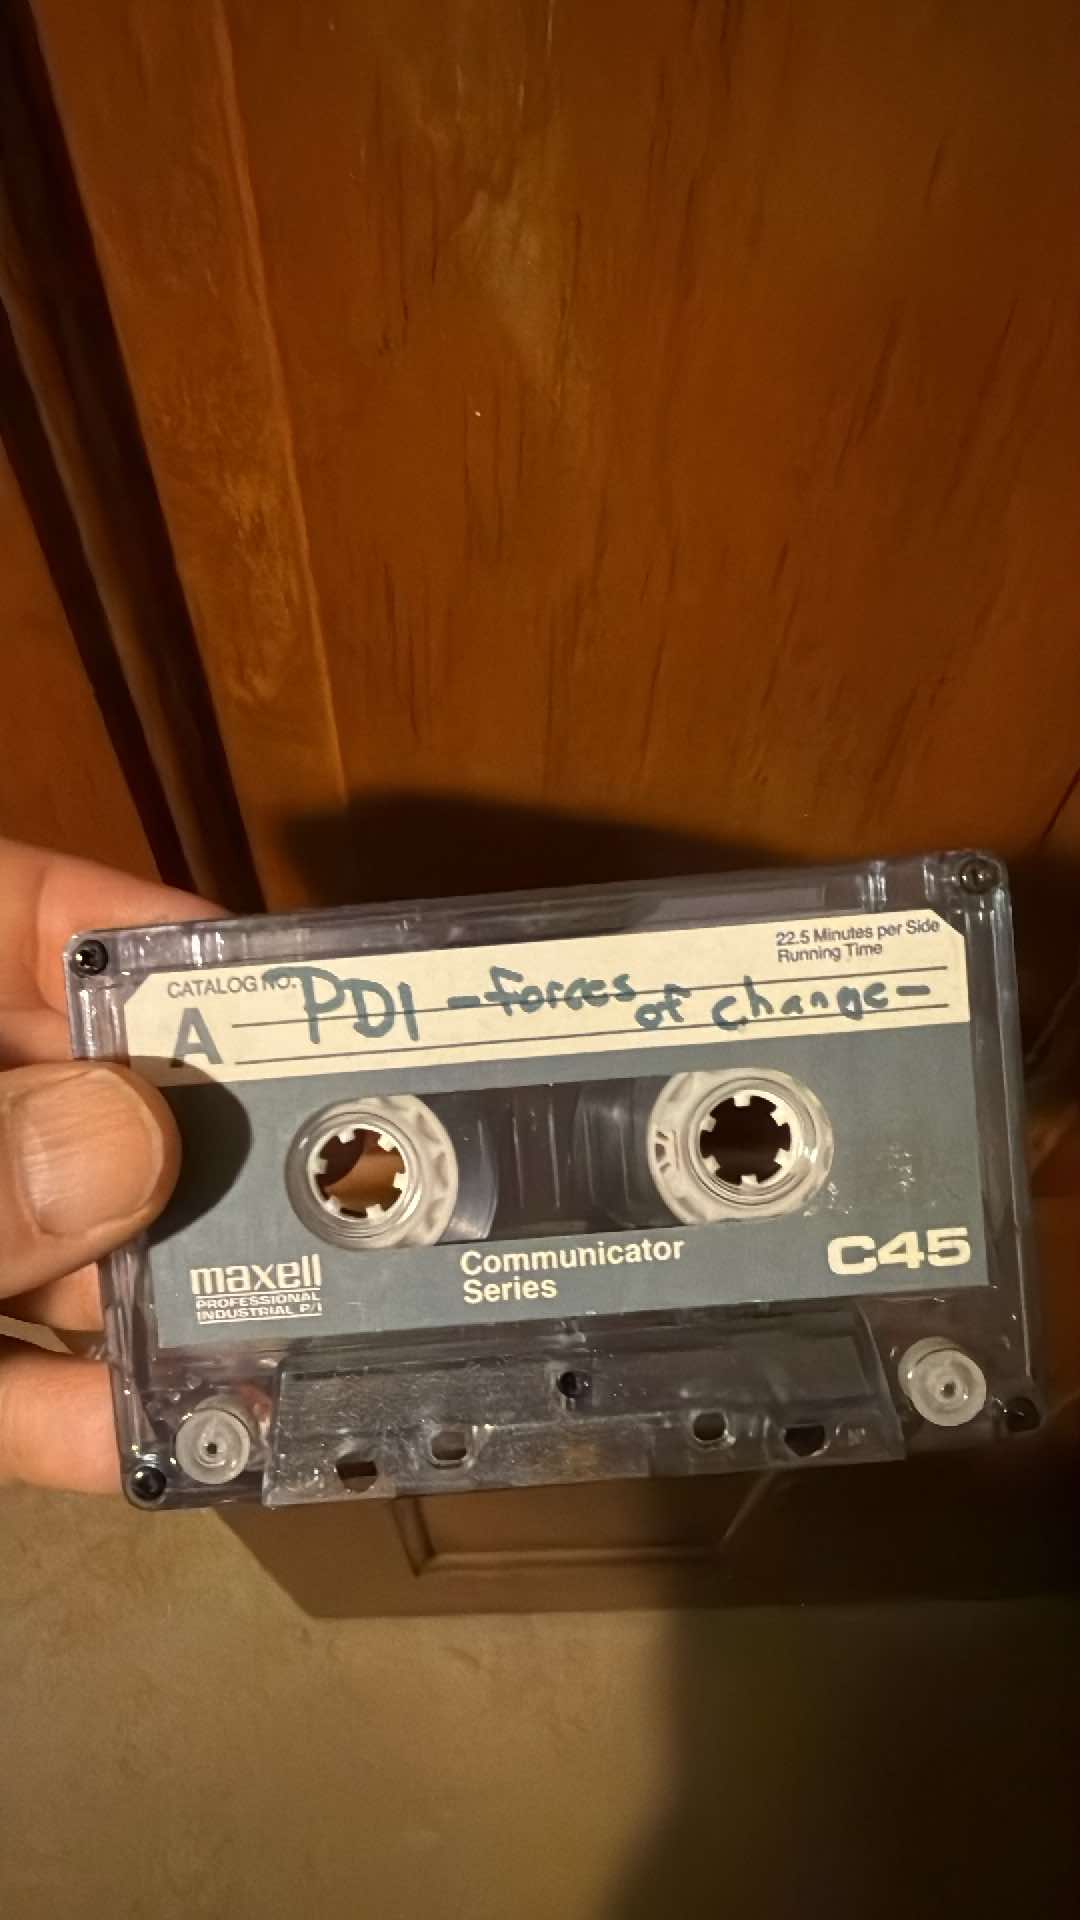 22.5 Minutes per Side
Running Time
CATALOG NO.
PDI - forces of change -
A
maxell
PROFESSIONAL
INDUSTRIAL P/I
Communicator
Series
C45